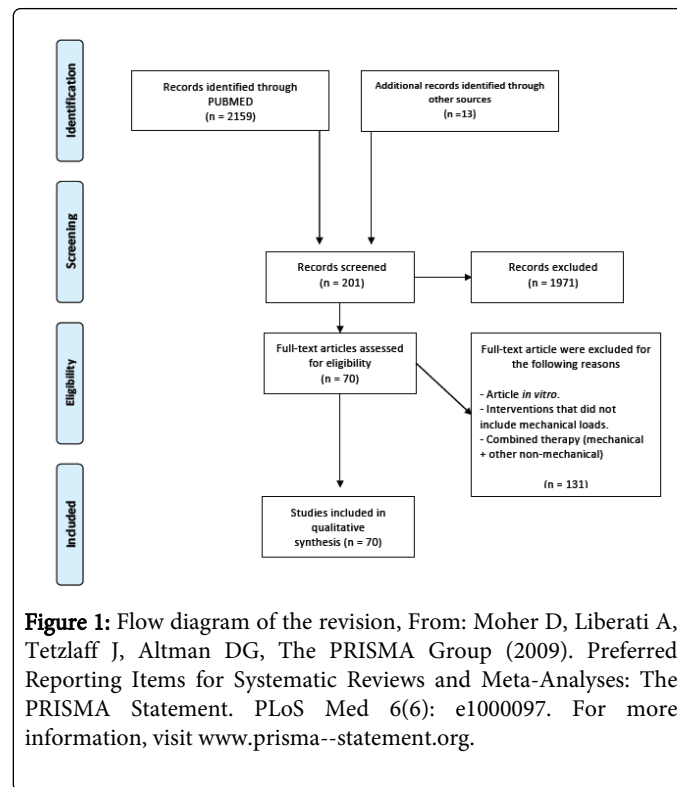 Identification
Records identified through
PUBMED
(n = 2159)
Additional records identified through
other sources
(n =13)
Screening
Records screened
(n = 201)
Records excluded
(n = 1971)
Eligibility
Full-text articles assessed
for eligibility
(n = 70)
Full-text article were excluded for
the following reasons
- Article in vitro.
- Interventions that did not
include mechanical loads.
- Combined therapy (mechanical
+ other non-mechanical)
(n = 131)
Included
Studies included in
qualitative
synthesis (n = 70)
Figure 1: Flow diagram of the revision, From: Moher D, Liberati A,
Tetzlaff J, Altman DG, The PRISMA Group (2009). Preferred
Reporting Items for Systematic Reviews and Meta-Analyses: The
PRISMA Statement. PLoS Med 6(6): e1000097. For more
information, visit www.prisma--statement.org.